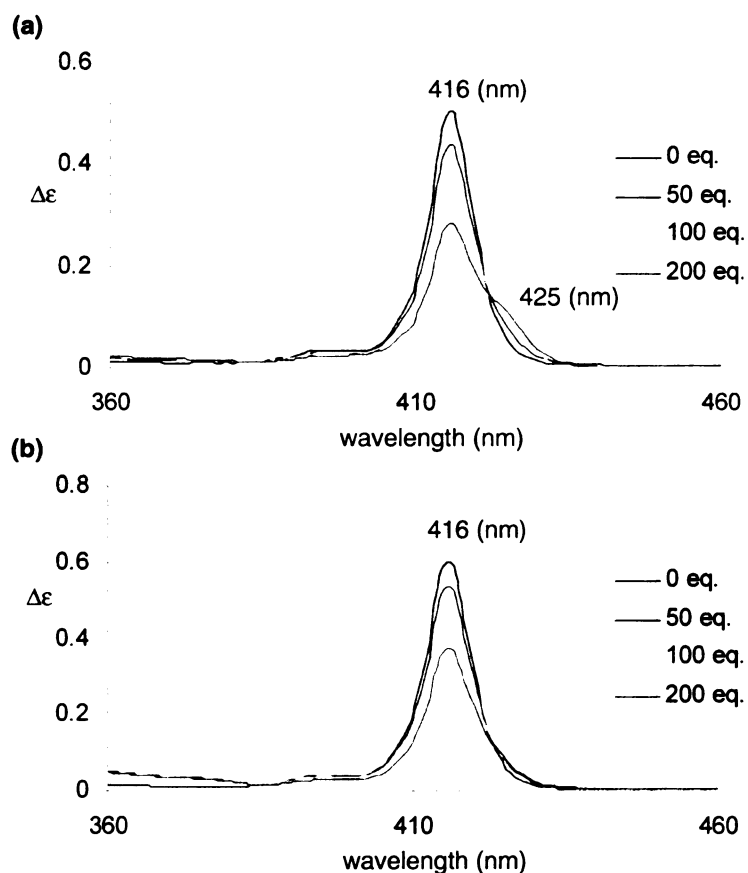 (a)
0.6
416 (nm)
0.4
0 eq.
Δε
50 eq.
100 eq.
0.2
200 eq.
425 (nm)
0
360
410
460
wavelength (nm)
(b)
0.8
416 (nm)
0.6
0 eq.
Δε
50 eq.
0.4
100 eq.
0.2
200 eq.
0
360
410
460
wavelength (nm)